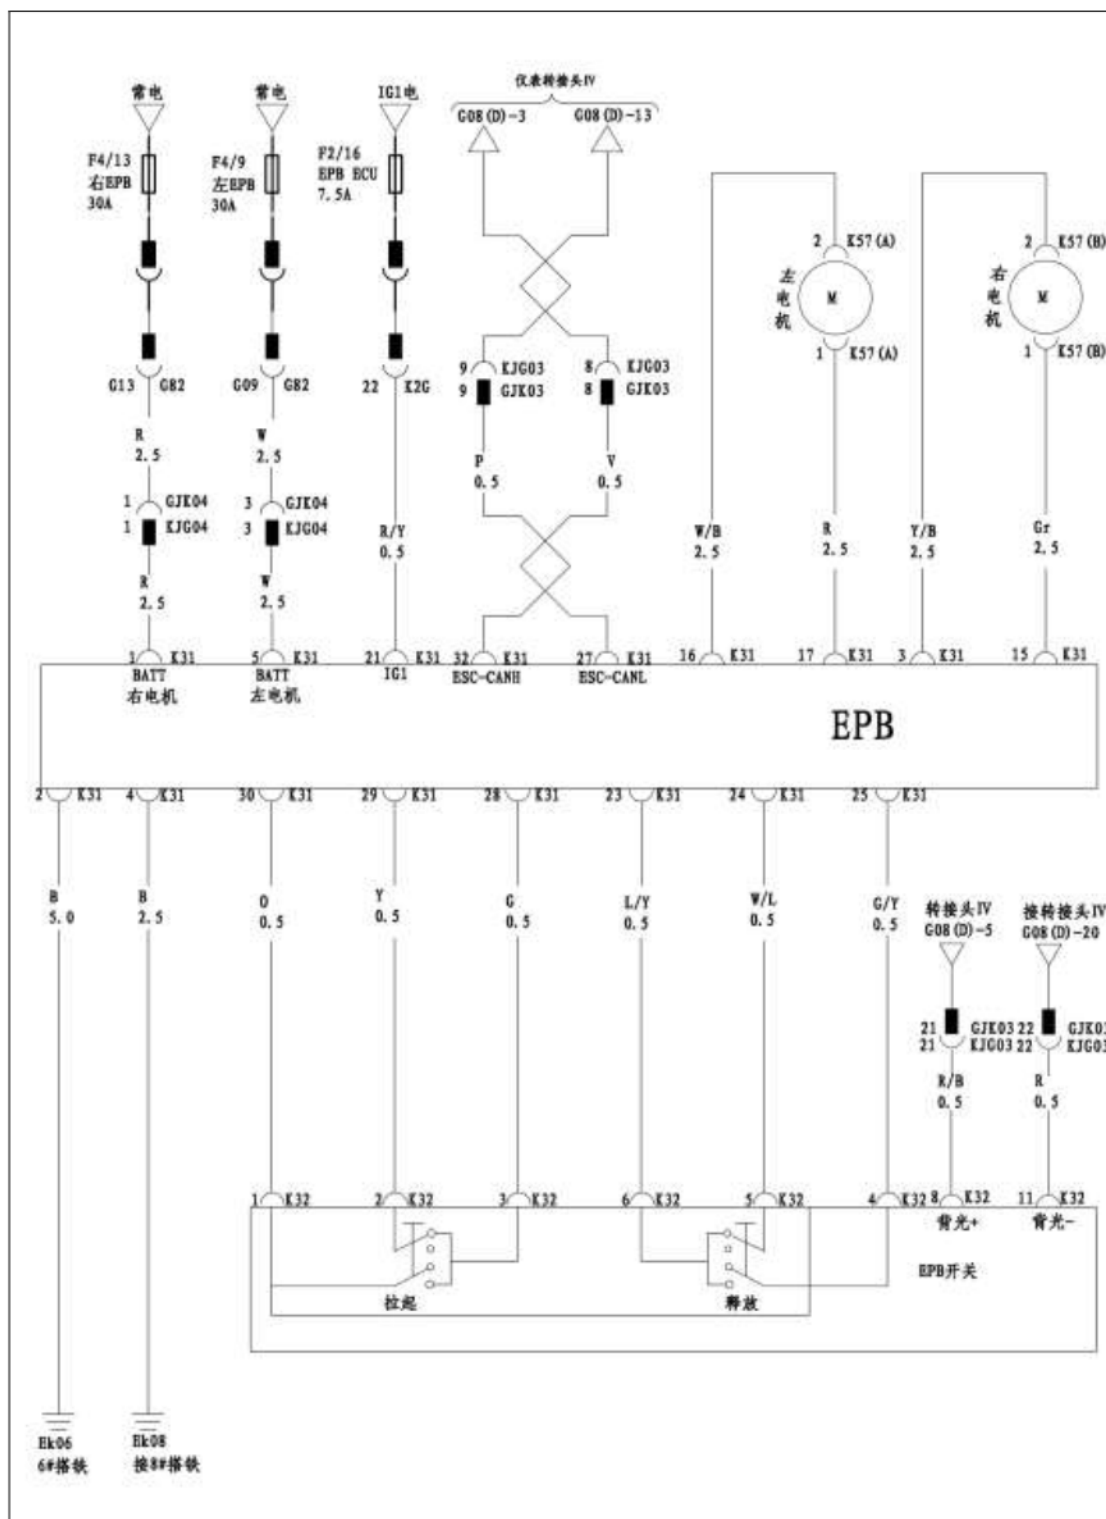 仪表转接头IV
常电 常电 IG1电
G08(D)-3 G08(D)-13
F4/13 F4/9 F2/16
右EPB 左EPB EPB ECU
30A 30A 7.5A
2 K57(A) 2 K57(B)
左电机 M 右电机 M
1 K57(A) 1 K57(B)
9 KJG03 8 KJG03
9 GJK03 8 GJK03
G13 G82 G09 G82 22 K2G
R W
2.5 2.5
P V
0.5 0.5
1 GJK04 3 GJK04
1 KJG04 3 KJG04
R/Y W/B R Y/B Gr
0.5 2.5 2.5 2.5 2.5
R W
2.5 2.5
1 K31 5 K31 21 K31 32 K31 27 K31 16 K31 17 K31 3 K31 15 K31
BATT BATT IG1 ESC-CANH ESC-CANL
右电机 左电机
EPB
2 K31 4 K31 30 K31 29 K31 28 K31 23 K31 24 K31 25 K31
B B O Y G L/Y W/L G/Y
5.0 2.5 0.5 0.5 0.5 0.5 0.5 0.5
转接头IV 接转接头IV
G08(D)-5 G08(D)-20
21 GJK03 22
21 KJG03 22 KJG03
R/B R
0.5 0.5
1 K32 2 K32 3 K32 6 K32 5 K32 4 K32 8 K32 11 K32
背光+ 背光-
EPB开关
拉起 释放
Ek06 Ek08
6#搭铁 接8#搭铁